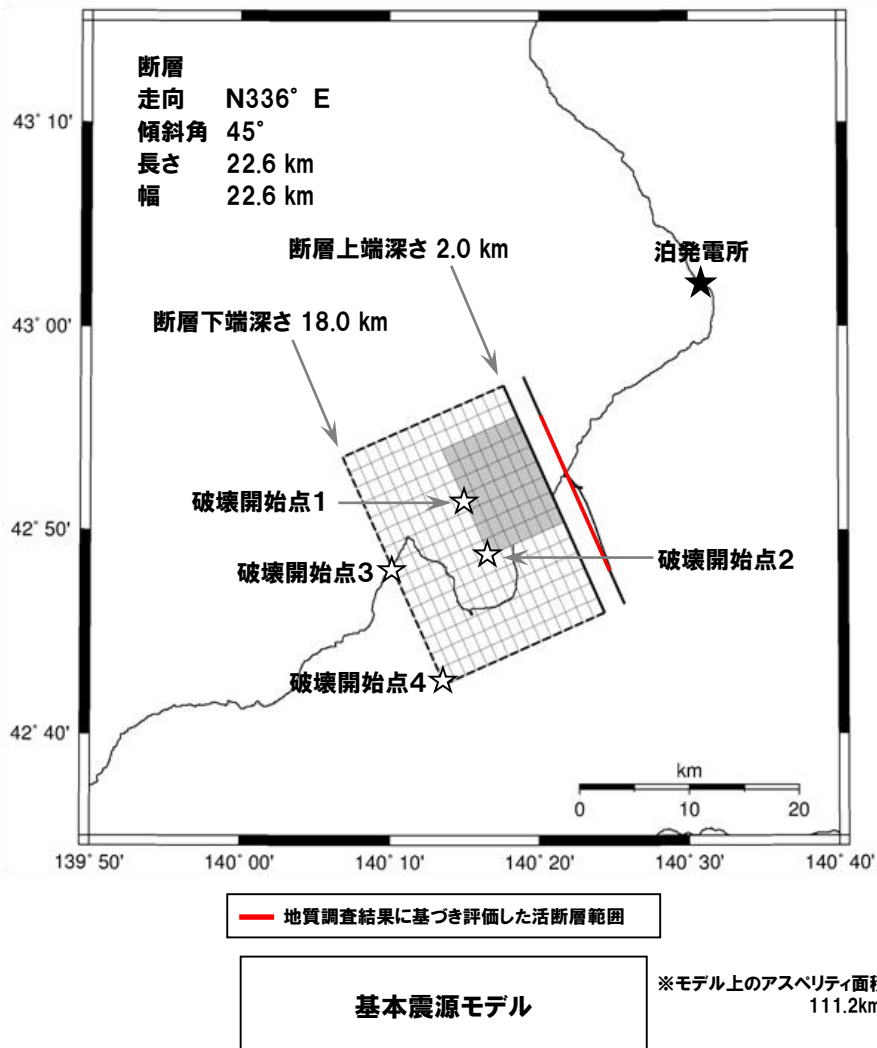 断層
走向 N336° E
傾斜角 45°
長さ 22.6 km
幅 22.6 km
43° 10'
断層上端深さ 2.0 km
泊発電所
断層下端深さ 18.0 km
43° 00'
破壊開始点1
42° 50'
破壊開始点2
破壊開始点3
破壊開始点4
42° 40'
km
0 10 20
139° 50' 140° 00' 140° 10' 140° 20' 140° 30' 140° 40'
地質調査結果に基づき評価した活断層範囲
基本震源モデル
※モデル上のアスペリティ面積
111.2km